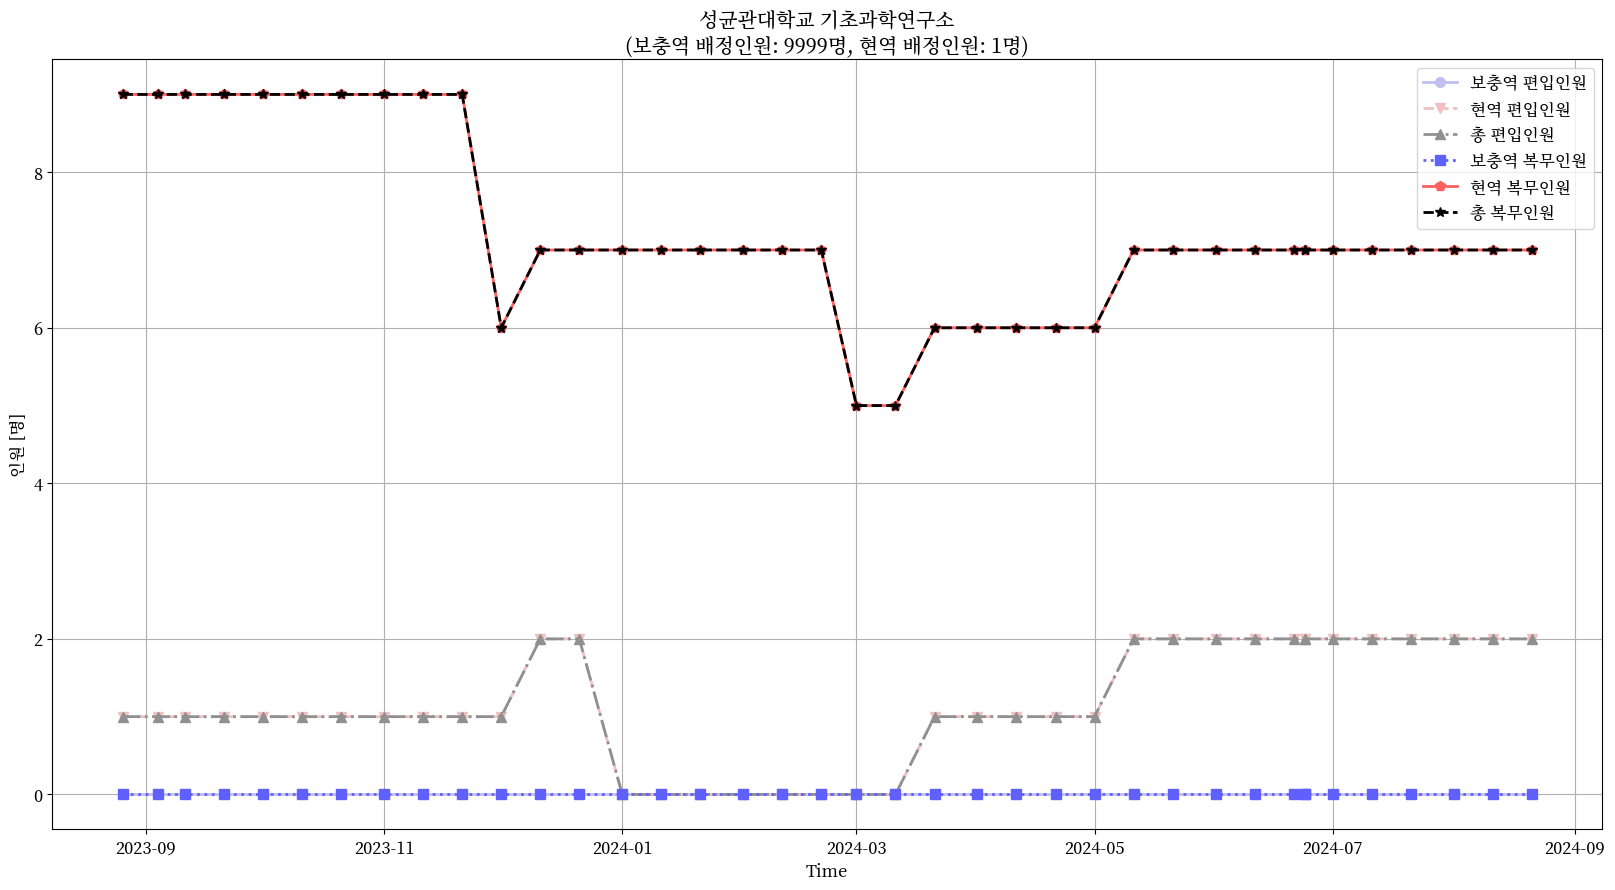 성균관대학교 기초과학연구소
(보충역 배정인원: 9999명, 현역 배정인원: 1명)
보충역 편입인원
현역 편입인원
총 편입인원
보충역 복무인원
현역 복무인원
총 복무인원
인원 [명]
8
6
4
2
0
2023-09
2023-11
2024-01
2024-03
2024-05
2024-07
2024-09
Time